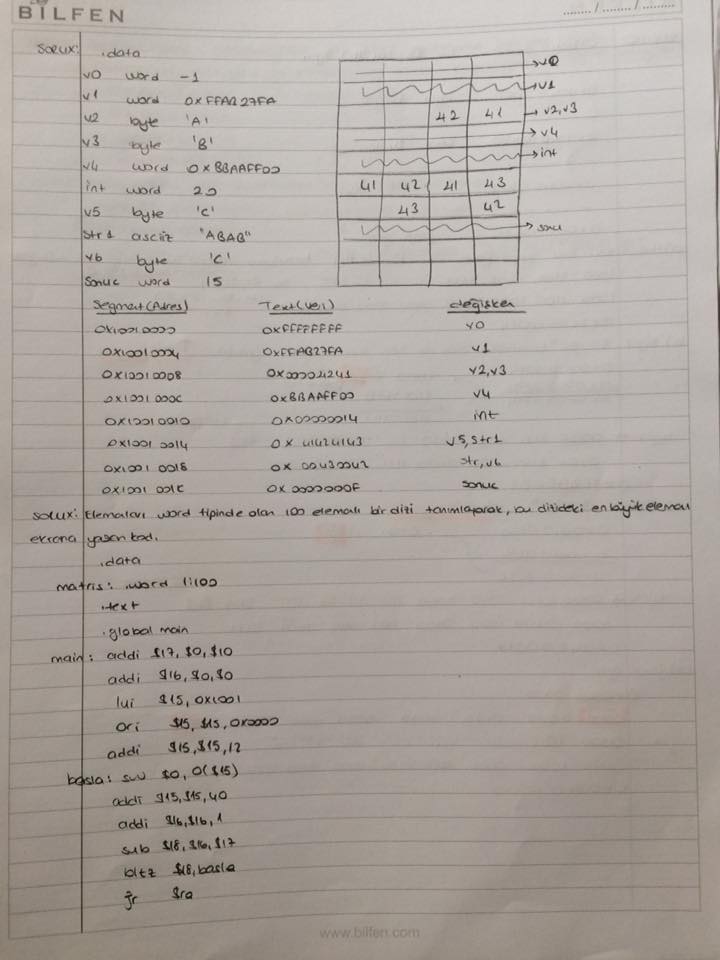 BİLFEN
...... / ...... / ......
soru x: .data
v0 word -1
v1 word 0xFFAB27FA
v2 byte 'A'
v3 byte 'B'
v4 word 0xBBAAFF00
int word 20
v5 byte 'C'
str1 asciiz "ABAB"
v6 byte 'C'
Sonuc word 15
→v0
→v1
42 41 →v2,v3
→v4
→int
41 42 41 43
43 42
→sonuc
Segment(Adres) Text(veri) değişken
0x10010000 0xFFFFFFFF v0
0x10010004 0xFFAB27FA v1
0x10010008 0x00004241 v2,v3
0x1001000C 0xBBAAFF00 v4
0x10010010 0x00000014 int
0x10010014 0x41424143 v5,str1
0x10010018 0x00430042 str,v6
0x1001001C 0x0000000F sonuc
soru x: Elemanları word tipinde olan 100 elemanlı bir dizi tanımlayarak, bu dizideki en büyük elemanı
ekrana yazan kod.
.data
matris: .word 1:100
.text
.global main
main: addi $17,$0,$10
addi $16,$0,$0
lui $15,0x1001
ori $15,$15,0x0000
addi $15,$15,12
basla: sw $0,0($15)
addi $15,$15,40
addi $16,$16,1
sub $18,$16,$17
bltz $18,basla
jr $ra
www.bilfen.com